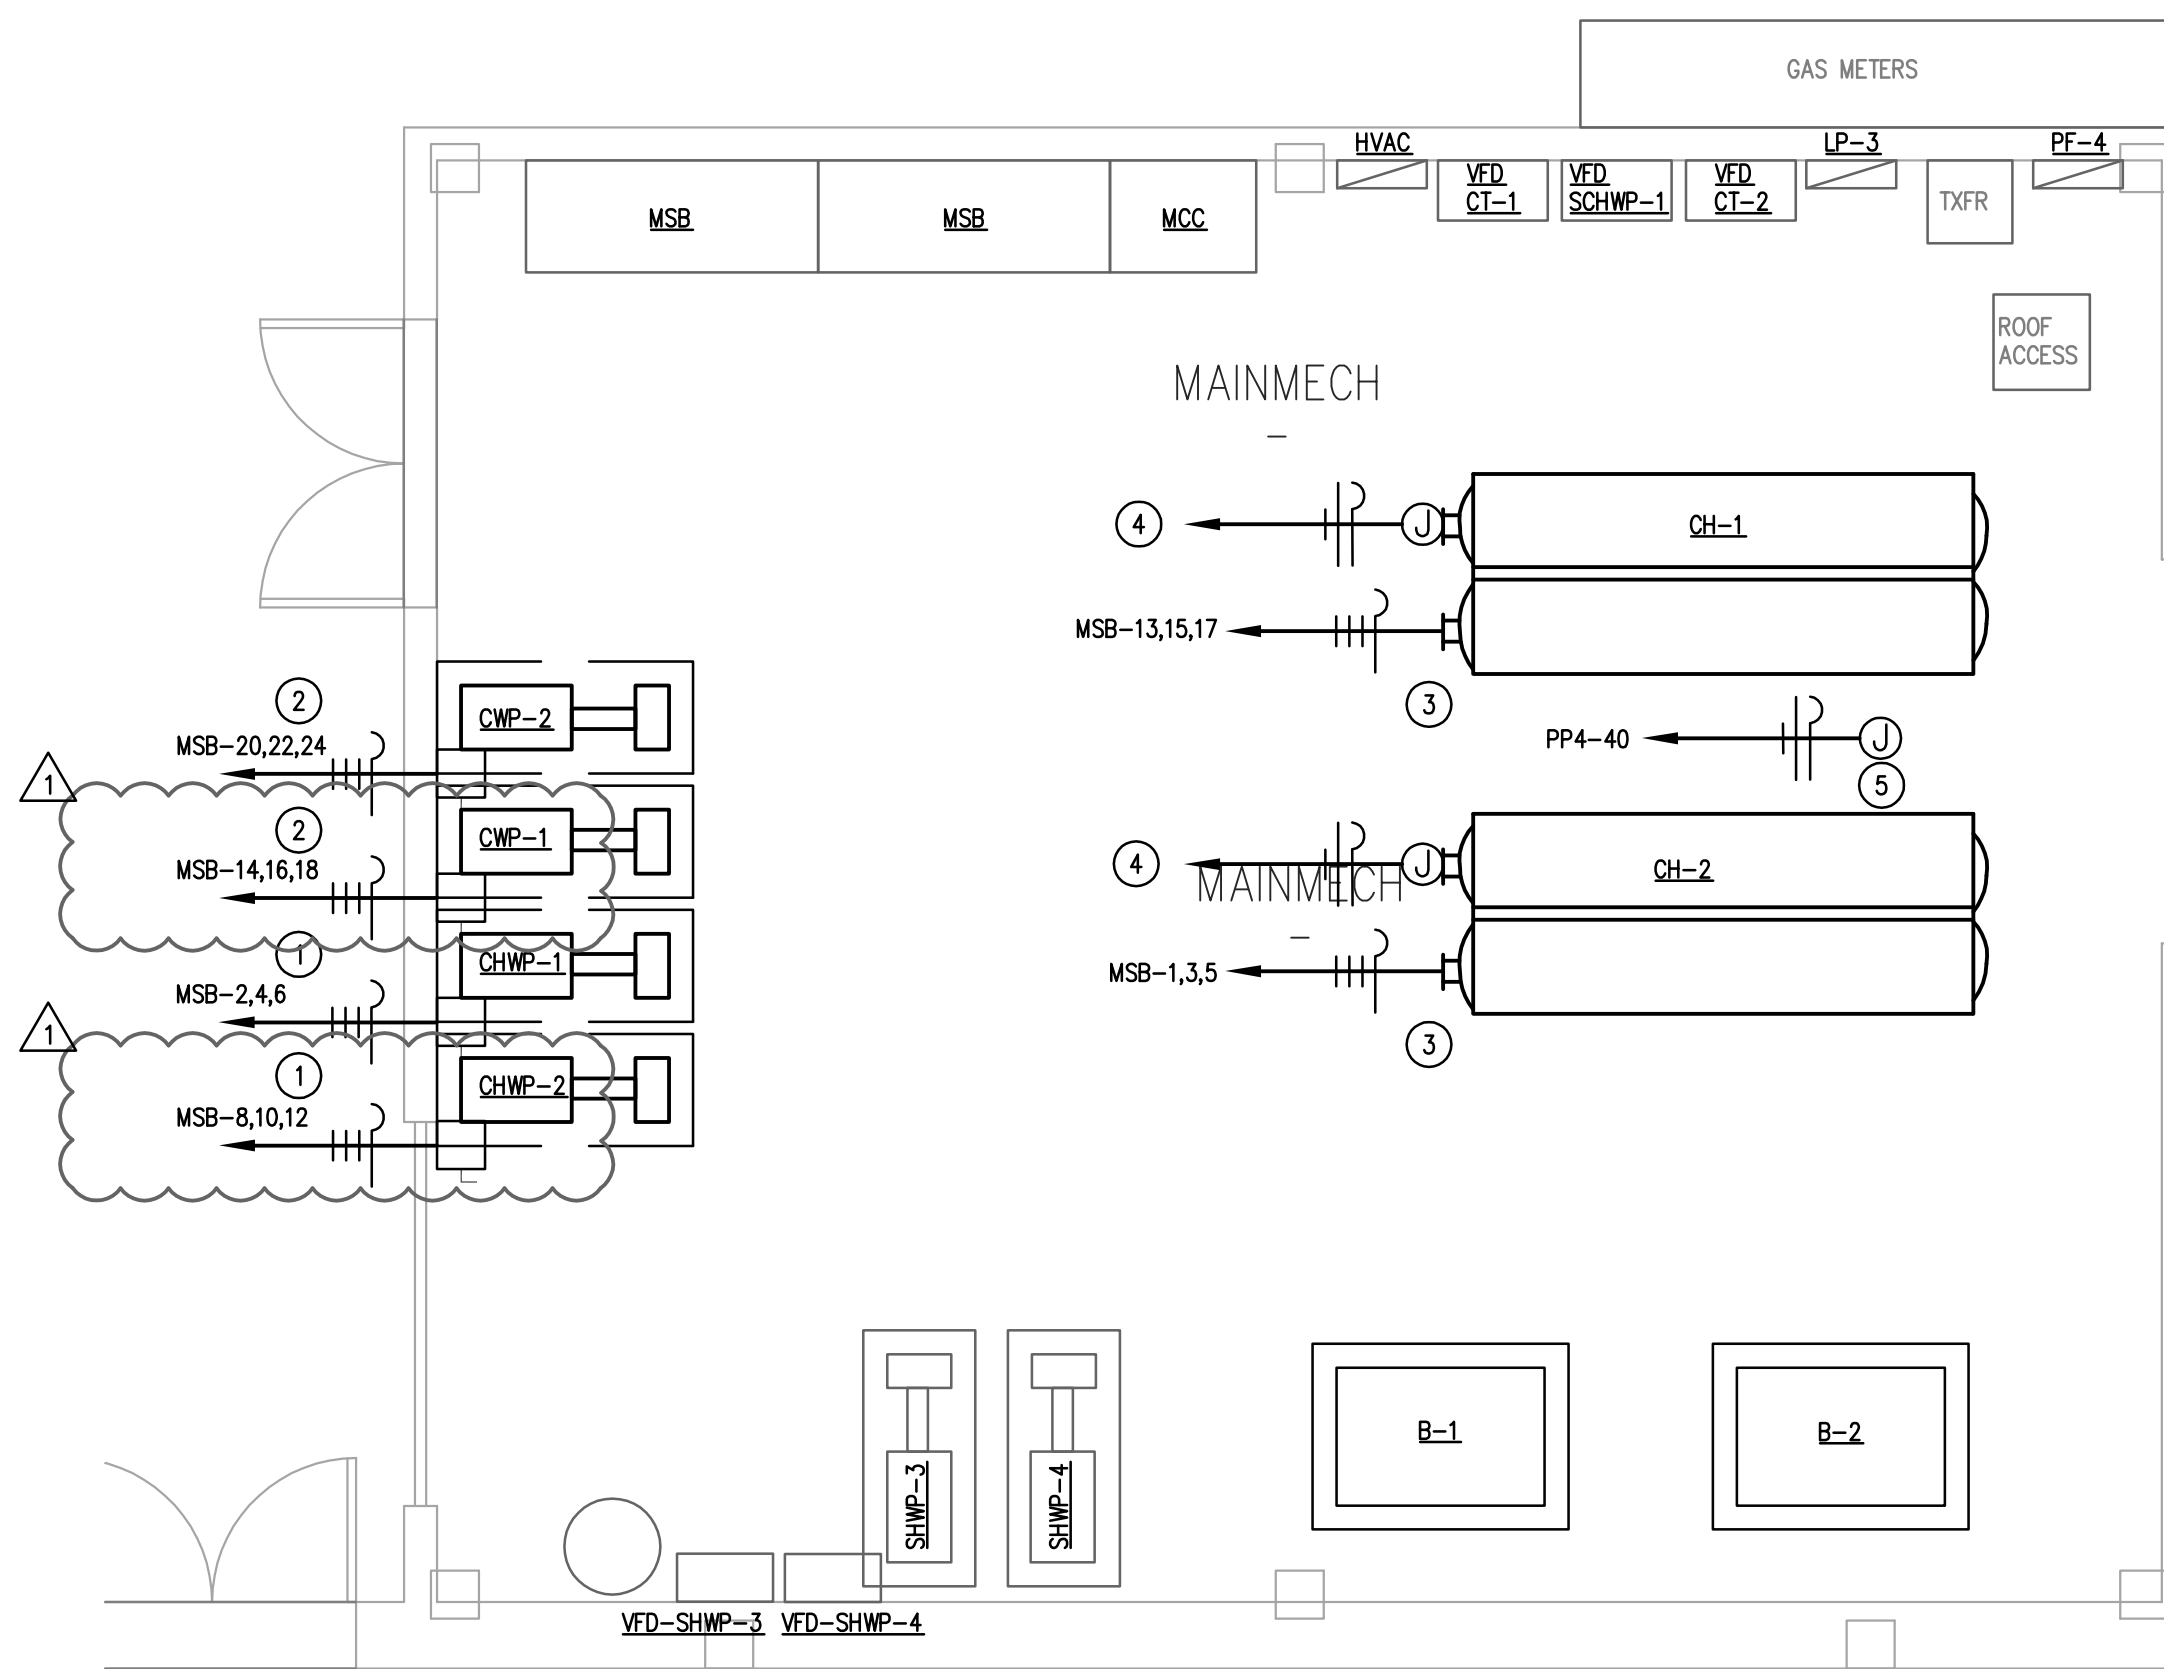 GAS METERS
HVAC
LP-3
PF-4
MSB
MSB
MCC
VFD
CT-1
VFD
SCHWP-1
VFD
CT-2
TXFR
ROOF
ACCESS
MAINMECH
-
4
J
CH-1
MSB-13,15,17
3
2
CWP-2
MSB-20,22,24
PP4-40
J
5
1
2
CWP-1
MSB-14,16,18
4
J
CH-2
MAINMECH
-
1
CHWP-1
MSB-2,4,6
MSB-1,3,5
3
1
1
CHWP-2
MSB-8,10,12
SHWP-3
SHWP-4
B-1
B-2
VFD-SHWP-3
VFD-SHWP-4